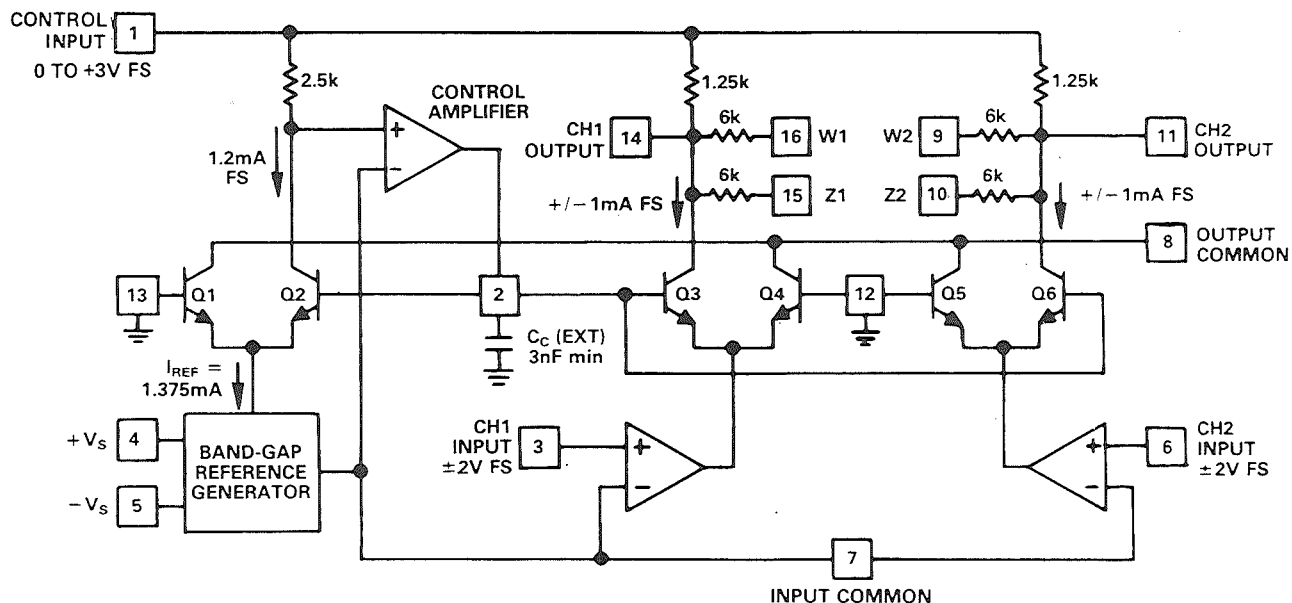 CONTROL
INPUT
1
0 TO +3V FS
2.5k
CONTROL
AMPLIFIER
+
−
1.2mA
FS
1.25k
1.25k
CH1
OUTPUT
14
6k
16
W1
W2
9
6k
11
CH2
OUTPUT
6k
15
Z1
Z2
10
6k
+/−1mA FS
+/−1mA FS
8
OUTPUT
COMMON
13
Q1
Q2
2
Q3
Q4
12
Q5
Q6
CC (EXT)
3nF min
IREF =
1.375mA
+VS
4
−VS
5
BAND-GAP
REFERENCE
GENERATOR
CH1
INPUT
±2V FS
3
+
−
+
−
6
CH2
INPUT
±2V FS
7
INPUT COMMON